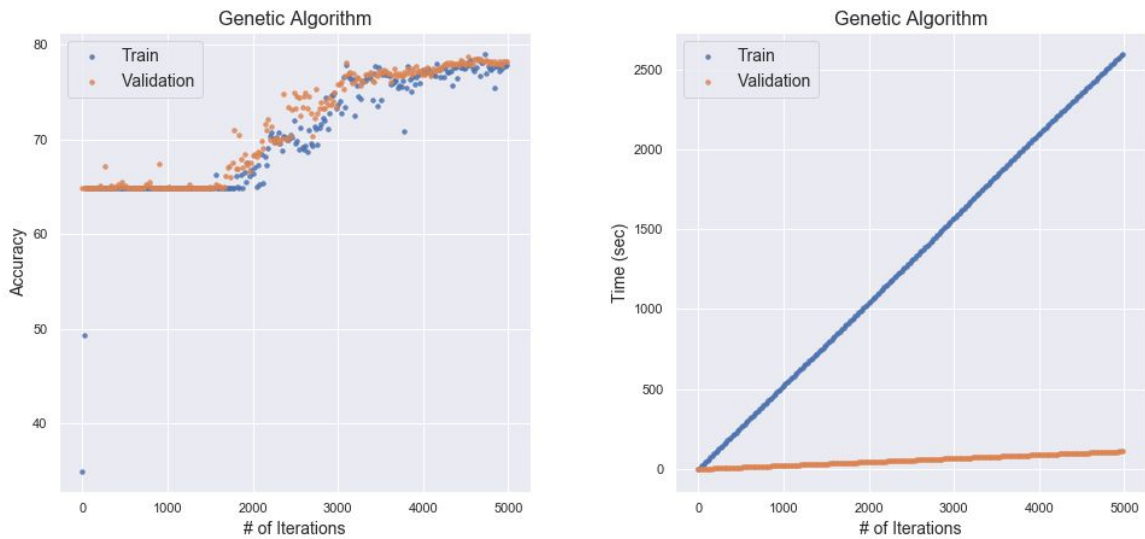 Genetic Algorithm
Train
Validation
80
70
60
50
40
Accuracy
0 1000 2000 3000 4000 5000
# of Iterations
Genetic Algorithm
Train
Validation
2500
2000
1500
1000
500
0
Time (sec)
0 1000 2000 3000 4000 5000
# of Iterations